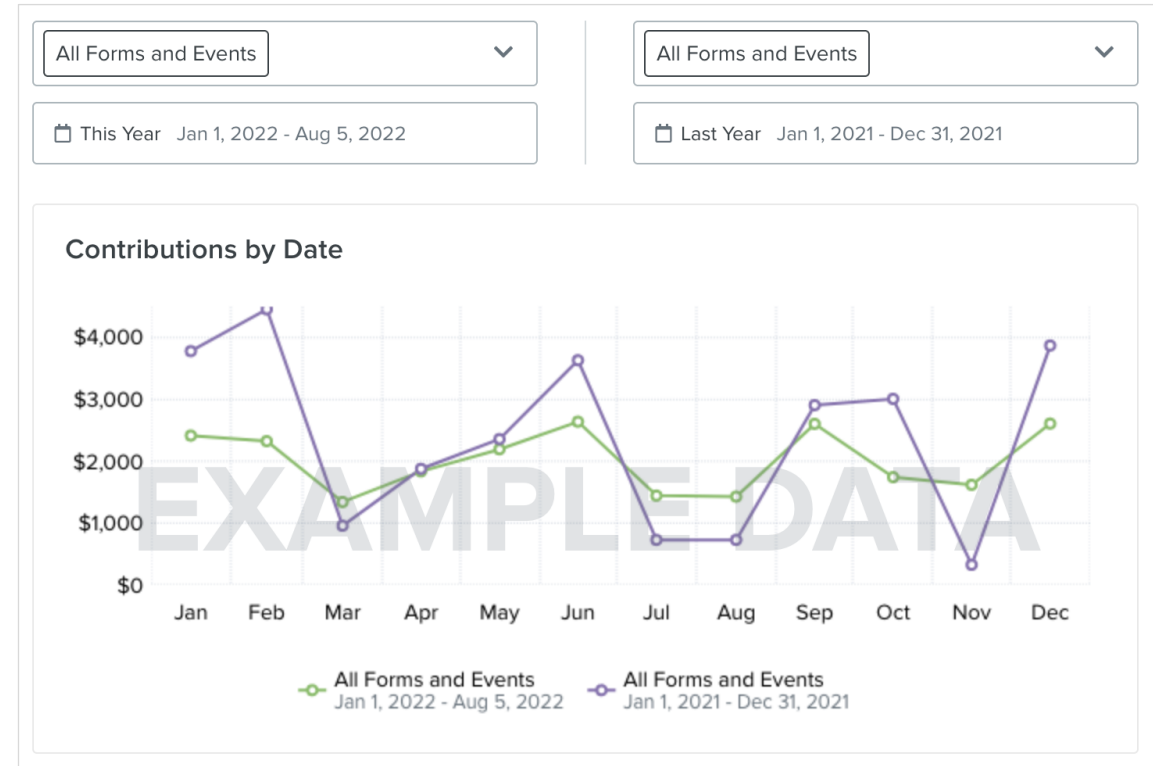 All Forms and Events
All Forms and Events
This Year Jan 1, 2022 - Aug 5, 2022
Last Year Jan 1, 2021 - Dec 31, 2021
Contributions by Date
$4,000
$3,000
$2,000
$1,000
$0
EXAMPLE DATA
Jan Feb Mar Apr May Jun Jul Aug Sep Oct Nov Dec
All Forms and Events
Jan 1, 2022 - Aug 5, 2022
All Forms and Events
Jan 1, 2021 - Dec 31, 2021